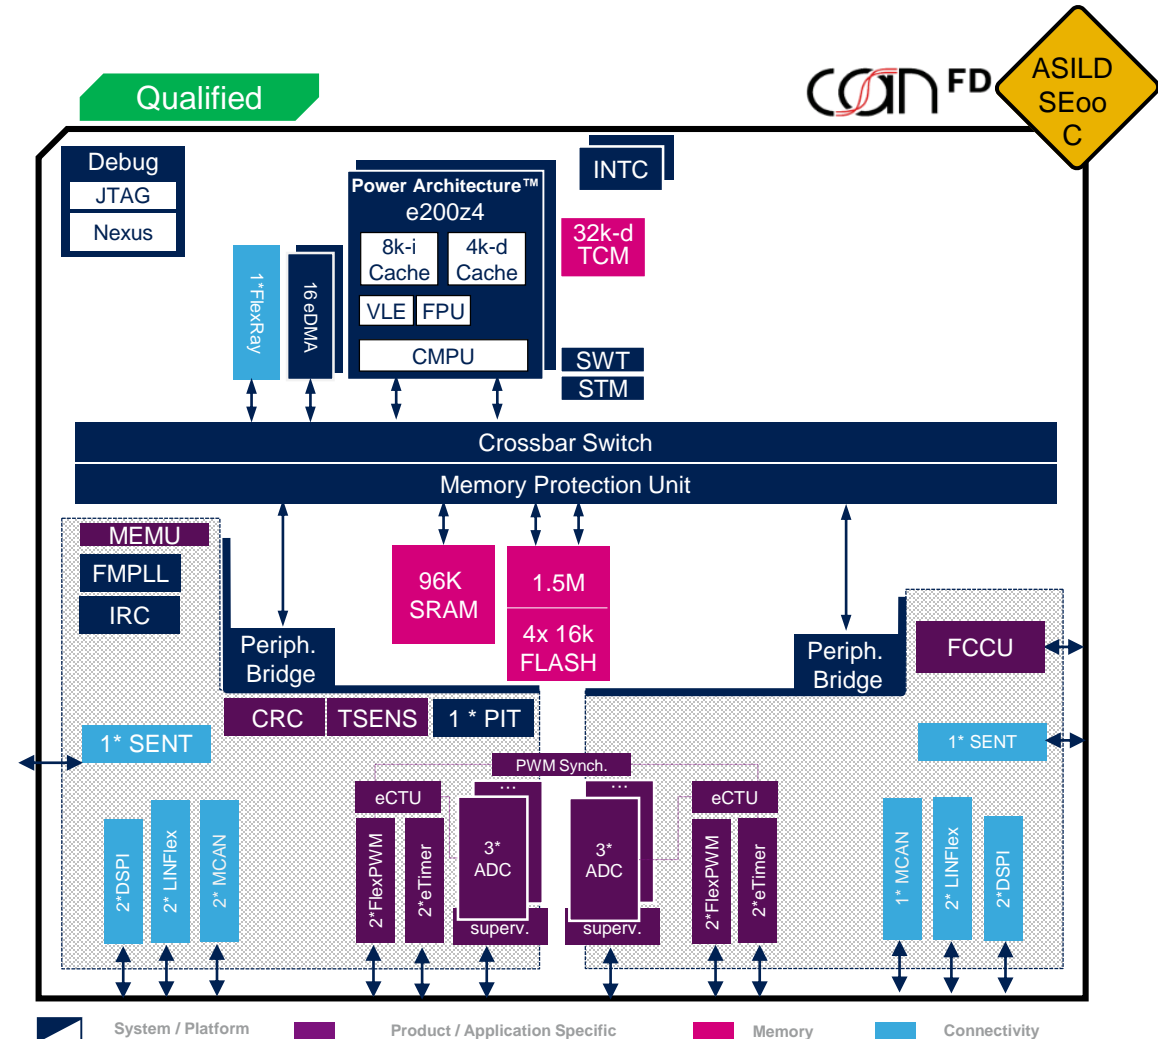 Qualified
CAN FD
ASILD
SEoo
C
Debug
JTAG
Nexus
INTC
Power Architecture™
e200z4
8k-i
Cache
4k-d
Cache
VLE
FPU
CMPU
32k-d
TCM
1*FlexRay
16 eDMA
SWT
STM
Crossbar Switch
Memory Protection Unit
MEMU
FMPLL
IRC
96K
SRAM
1.5M
4x 16k
FLASH
Periph.
Bridge
Periph.
Bridge
FCCU
CRC
TSENS
1 * PIT
1* SENT
1* SENT
PWM Synch.
eCTU
...
...
eCTU
2*DSPI
2* LINFlex
2* MCAN
2*FlexPWM
2*eTimer
3*
ADC
superv.
3*
ADC
superv.
2*FlexPWM
2*eTimer
1* MCAN
2* LINFlex
2*DSPI
System / Platform
Product / Application Specific
Memory
Connectivity